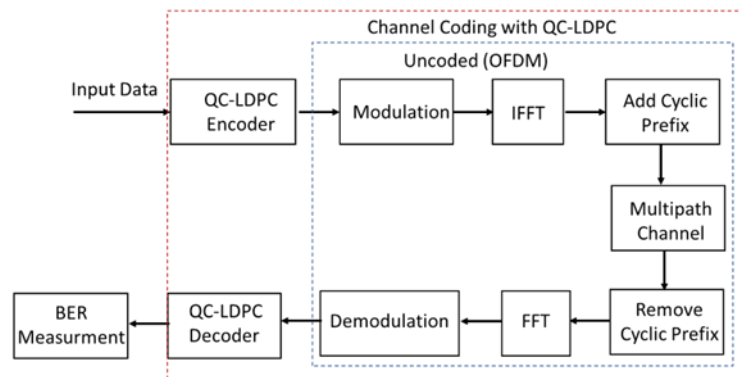 Channel Coding with QC-LDPC
Uncoded (OFDM)
Input Data
QC-LDPC
Encoder
Modulation
IFFT
Add Cyclic
Prefix
Multipath
Channel
BER
Measurment
QC-LDPC
Decoder
Demodulation
FFT
Remove
Cyclic Prefix